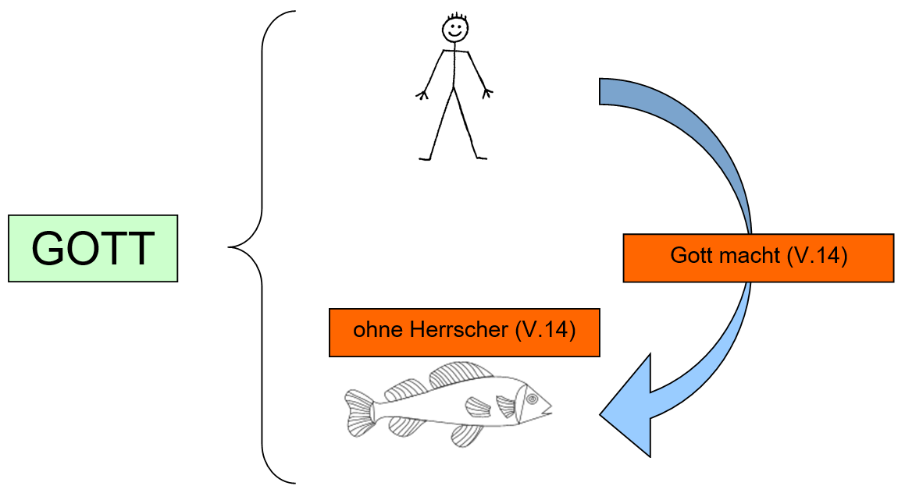 GOTT
Gott macht (V.14)
ohne Herrscher (V.14)